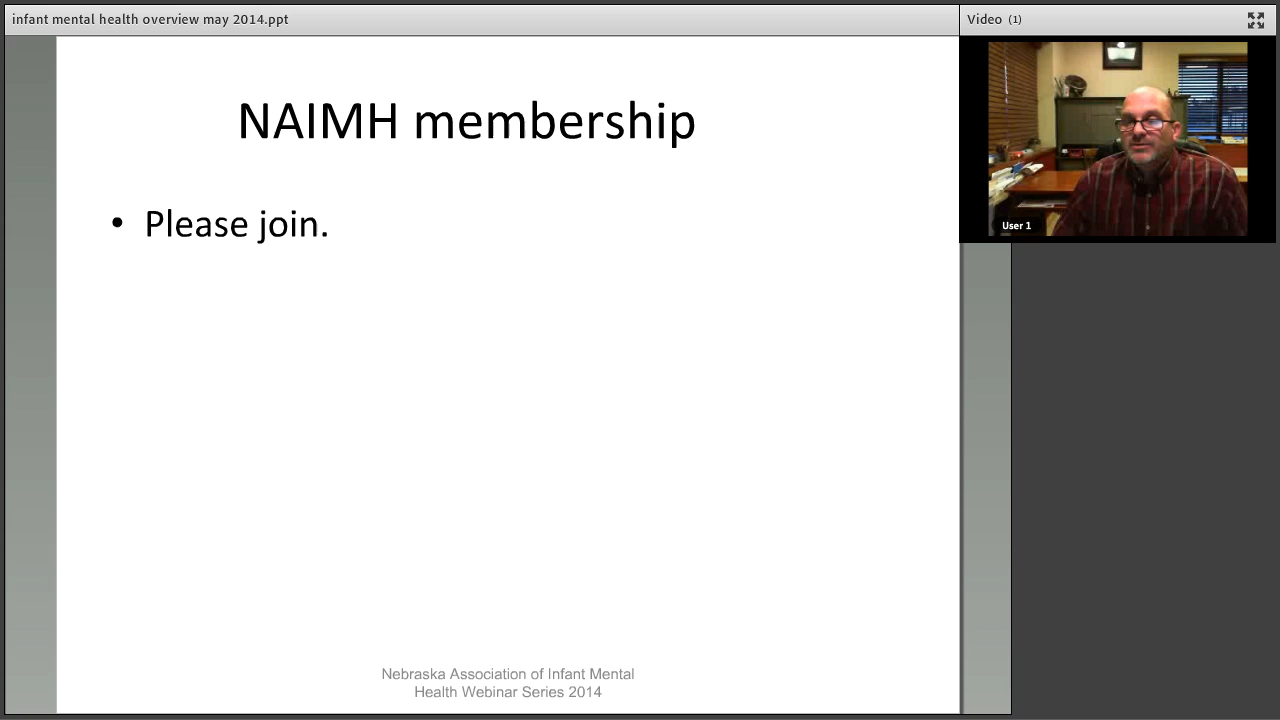 infant mental health overview may 2014.ppt
Video (1)
NAIMH membership
• Please join.
User 1
Nebraska Association of Infant Mental
Health Webinar Series 2014